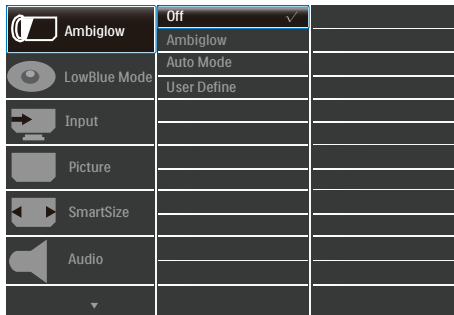 Ambiglow
LowBlue Mode
Input
Picture
SmartSize
Audio
Off
Ambiglow
Auto Mode
User Define